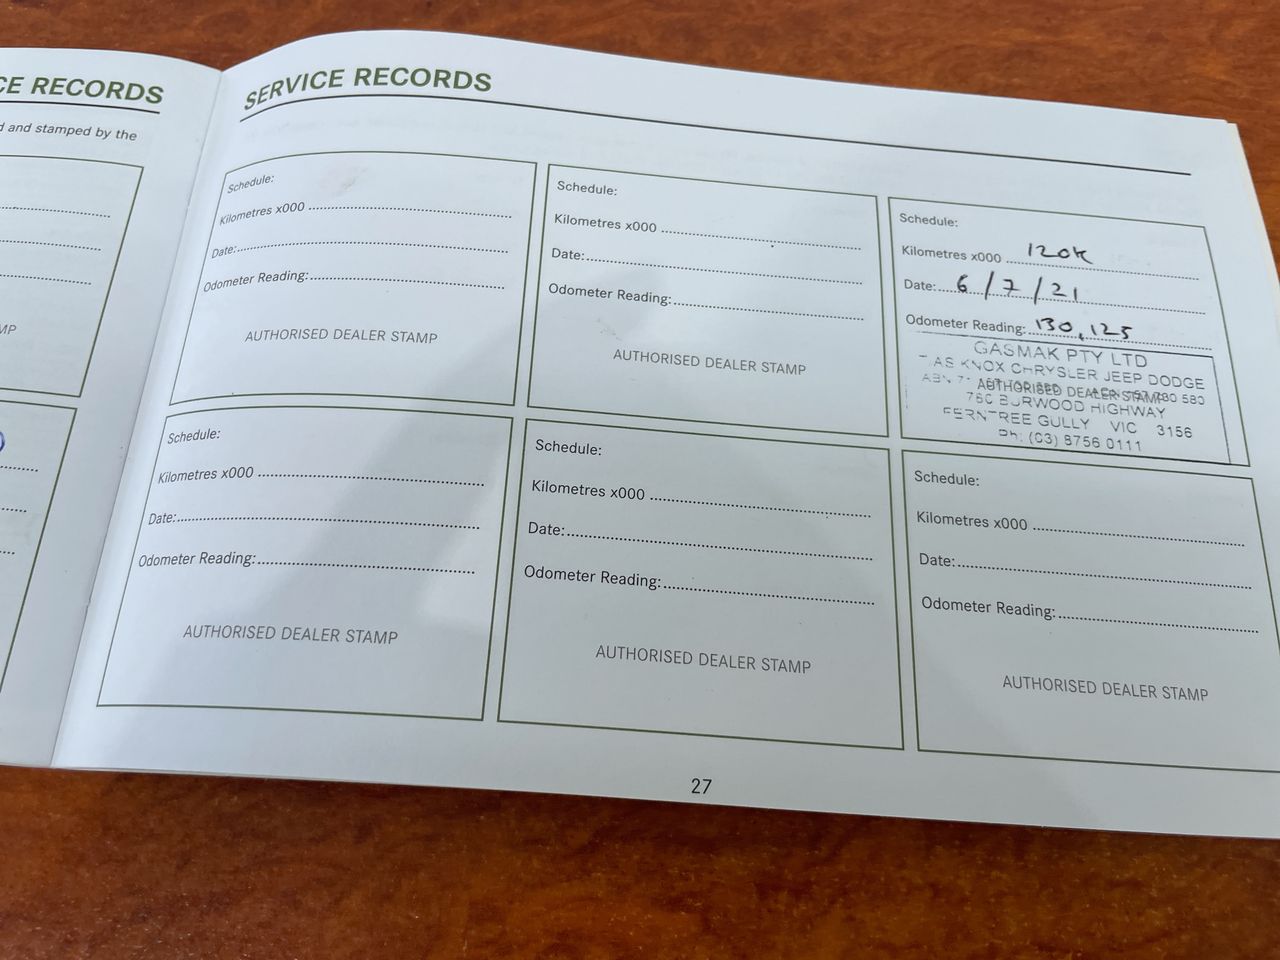 CE RECORDS
d and stamped by the
MP
SERVICE RECORDS
Schedule:
Kilometres x000
Date:
Odometer Reading:
AUTHORISED DEALER STAMP
Schedule:
Kilometres x000
Date:
Odometer Reading:
AUTHORISED DEALER STAMP
Schedule:
Kilometres x000 120K
Date: 6/7/21
Odometer Reading: 130,125
GASMAK PTY LTD
AS KNOX CHRYSLER JEEP DODGE
AUTHORISED DEALER STAMP
BURWOOD HIGHWAY
FERNTREE GULLY VIC 3156
Ph: (03) 8756 0111
Schedule:
Kilometres x000
Date:
Odometer Reading:
AUTHORISED DEALER STAMP
Schedule:
Kilometres x000
Date:
Odometer Reading:
AUTHORISED DEALER STAMP
Schedule:
Kilometres x000
Date:
Odometer Reading:
AUTHORISED DEALER STAMP
27